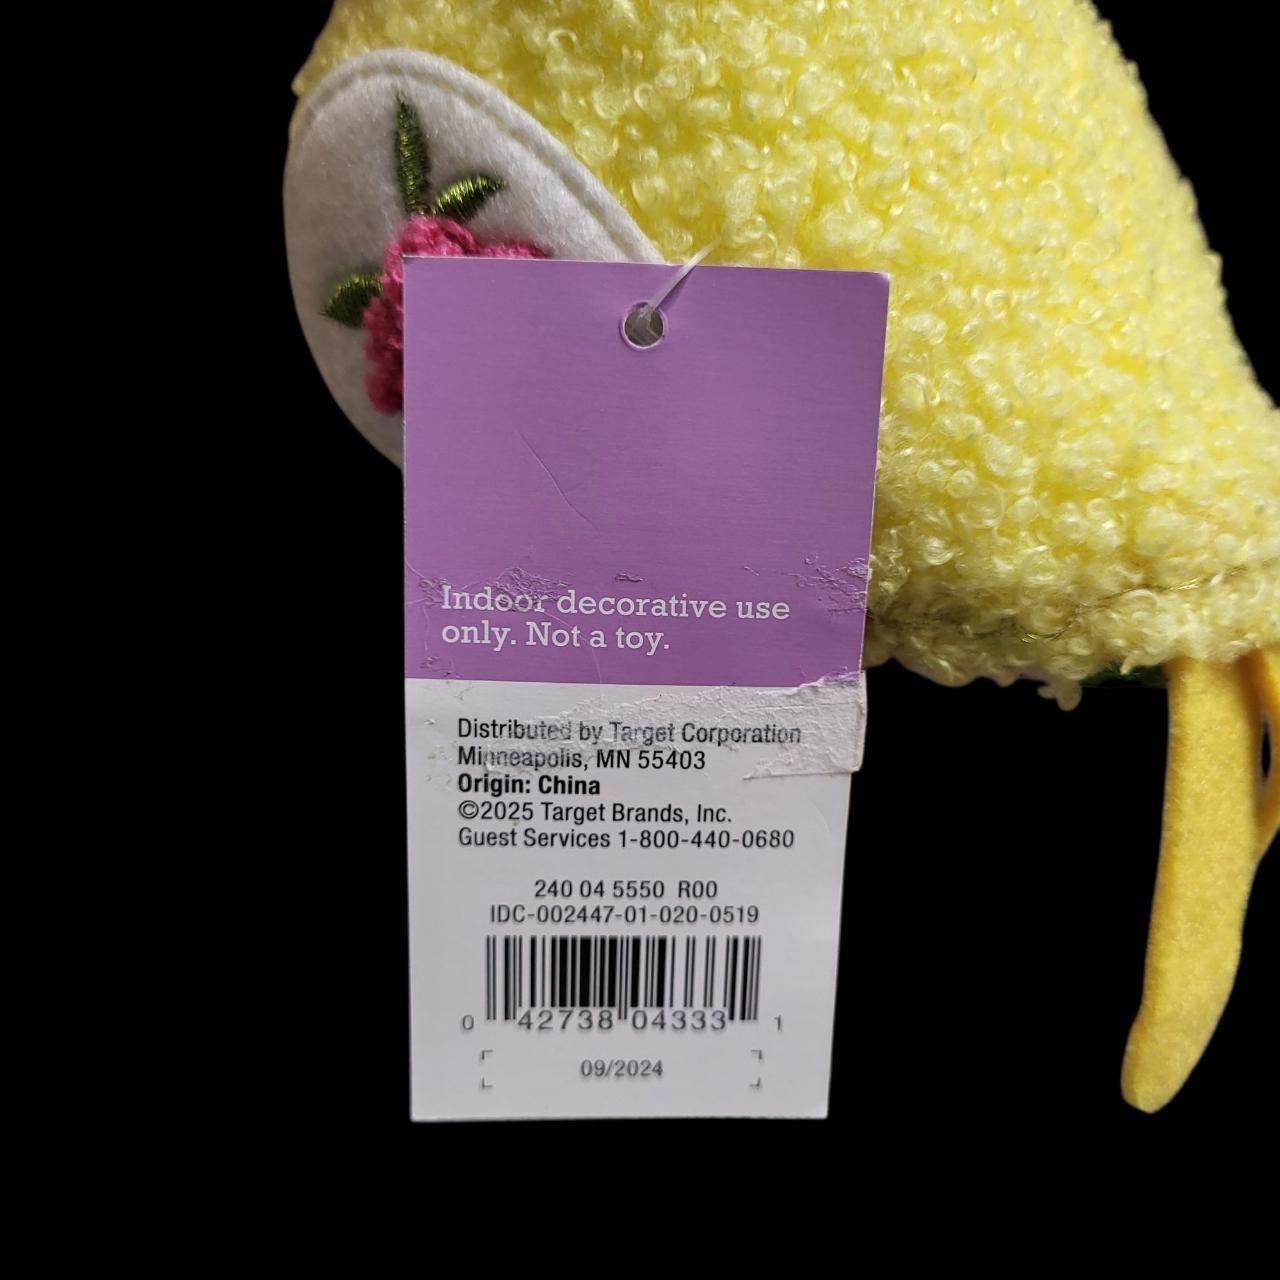 Indoor decorative use
only. Not a toy.
Distributed by Target Corporation
Minneapolis, MN 55403
Origin: China
©2025 Target Brands, Inc.
Guest Services 1-800-440-0680
240 04 5550 R00
IDC-002447-01-020-0519
0 42738 04333 1
09/2024